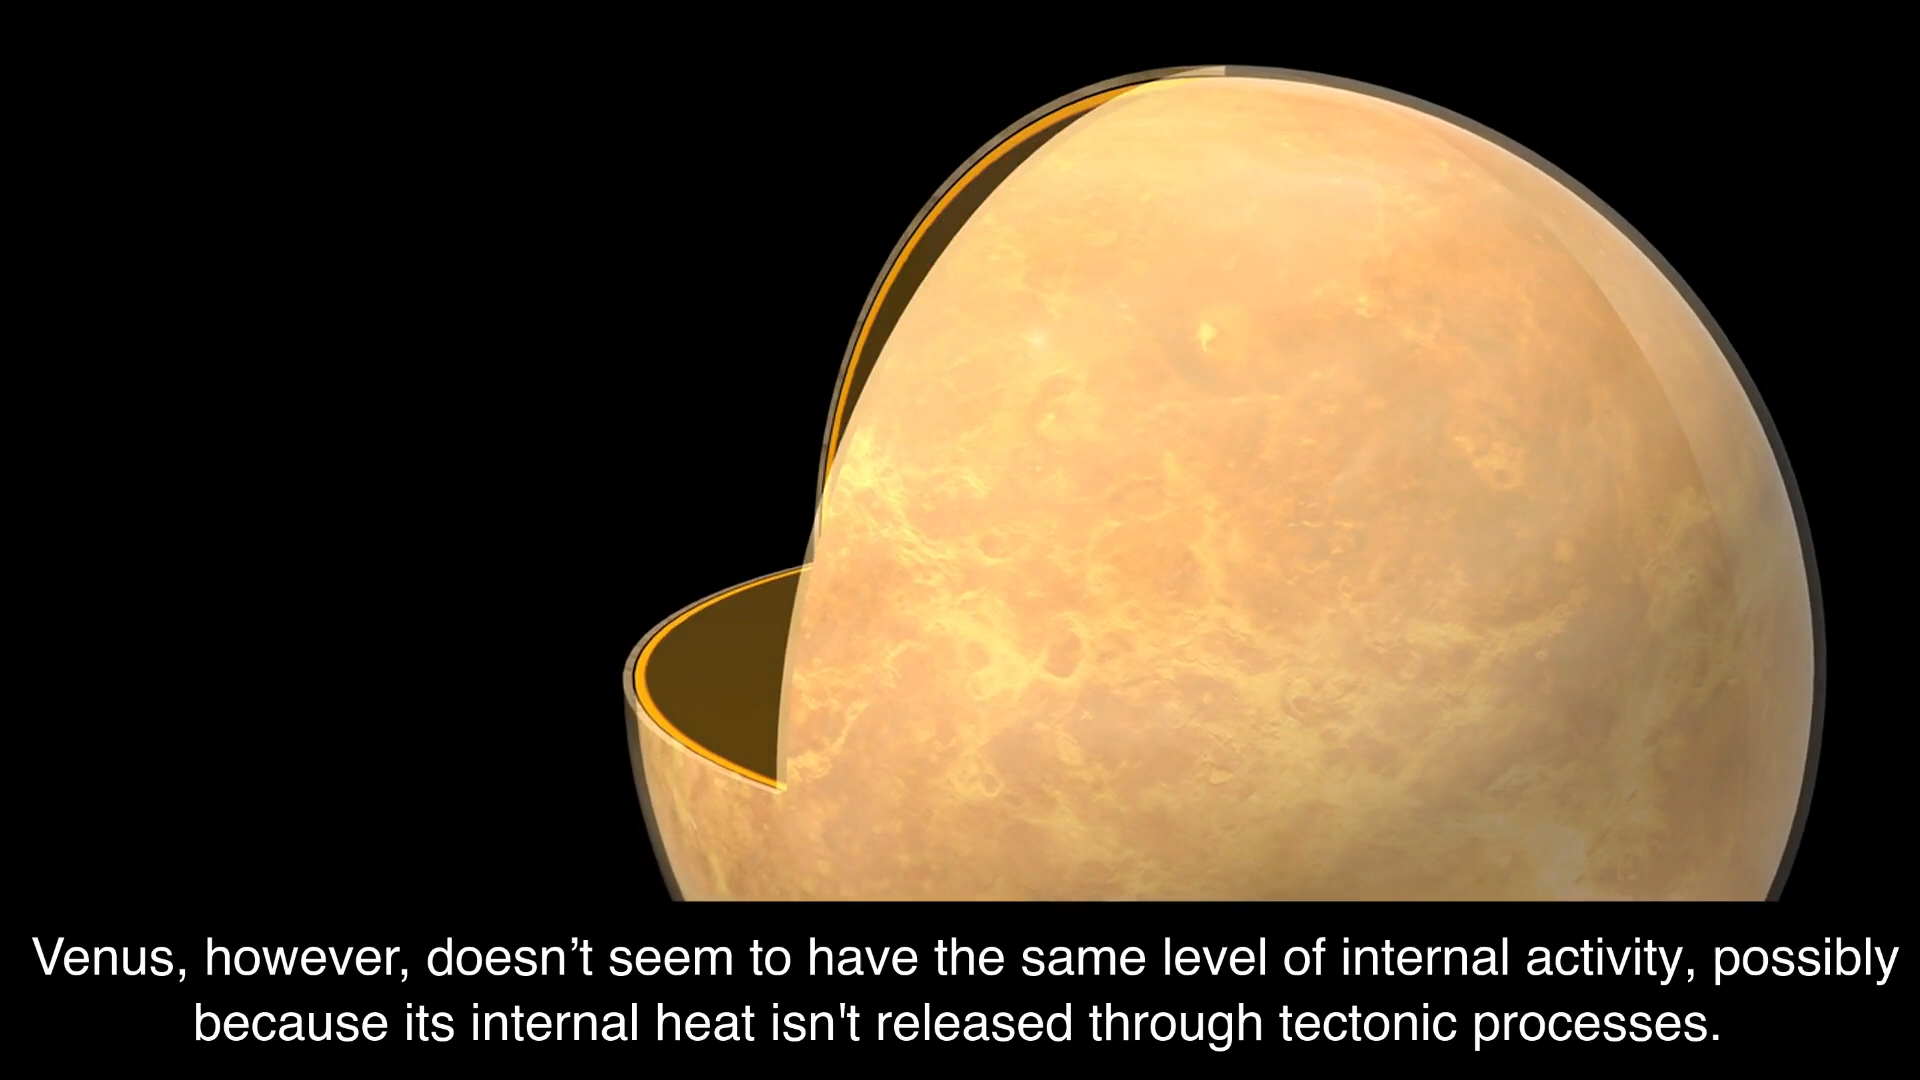 Venus, however, doesn’t seem to have the same level of internal activity, possibly
because its internal heat isn't released through tectonic processes.